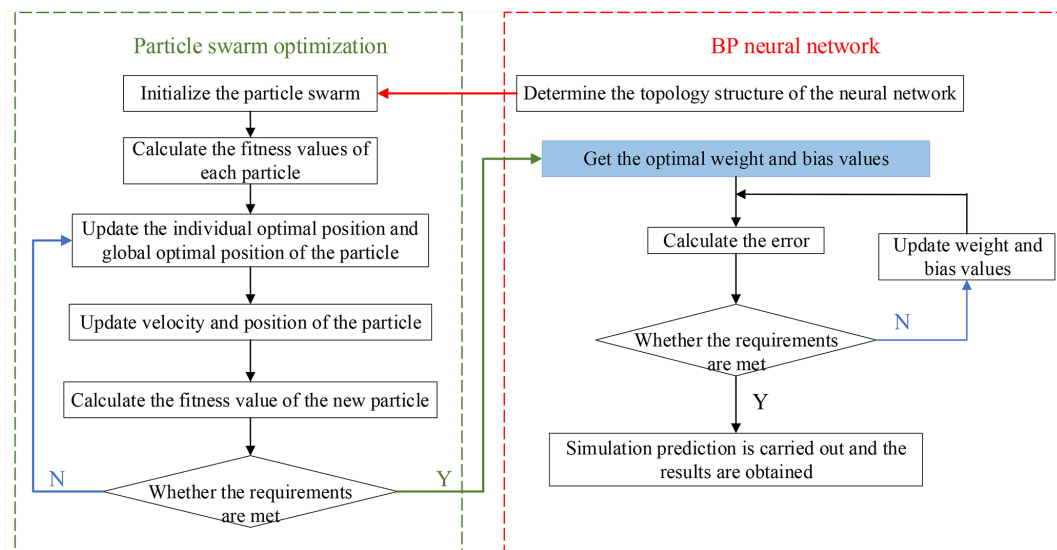 Particle swarm optimization
Initialize the particle swarm
Calculate the fitness values of
each particle
Update the individual optimal position and
global optimal position of the particle
Update velocity and position of the particle
Calculate the fitness value of the new particle
N
Whether the requirements
are met
Y
BP neural network
Determine the topology structure of the neural network
Get the optimal weight and bias values
Calculate the error
Update weight and
bias values
Whether the requirements
are met
N
Y
Simulation prediction is carried out and the
results are obtained